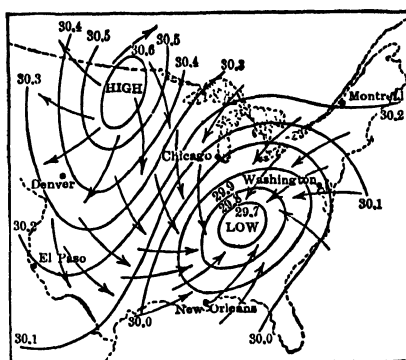 30.4
30.5
30.6
30.5
30.4
30.3
30.3
HIGH
Montreal
30.2
Chicago
Denver
Washington
29.9
29.8
29.7
30.1
LOW
30.2
El Paso
New Orleans
30.1
30.0
30.0